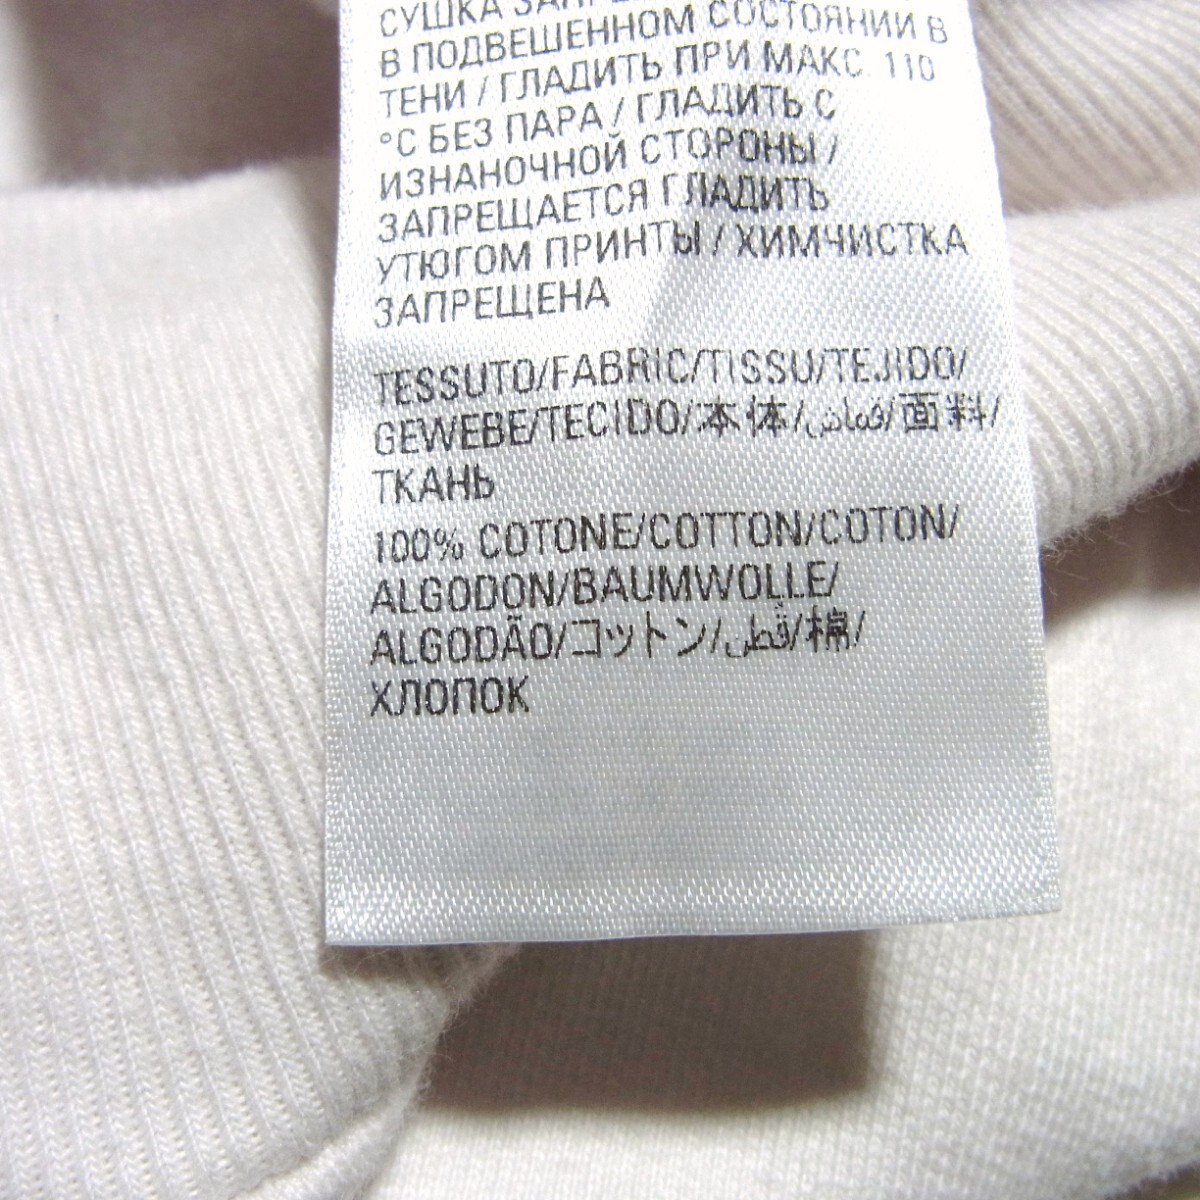 СУШКА
В ПОДВЕШЕННОМ СОСТОЯНИИ В
ТЕНИ / ГЛАДИТЬ ПРИ МАКС. 110
°С БЕЗ ПАРА / ГЛАДИТЬ С
ИЗНАНОЧНОЙ СТОРОНЫ /
ЗАПРЕЩАЕТСЯ ГЛАДИТЬ
УТЮГОМ ПРИНТЫ / ХИМЧИСТКА
ЗАПРЕЩЕНА
TESSUTO/FABRIC/TISSU/TEJIDO/
GEWEBE/TECIDO/本体/قماش/面料/
ТКАНЬ
100% COTONE/COTTON/COTON/
ALGODON/BAUMWOLLE/
ALGODÃO/コットン/قطن/棉/
ХЛОПОК